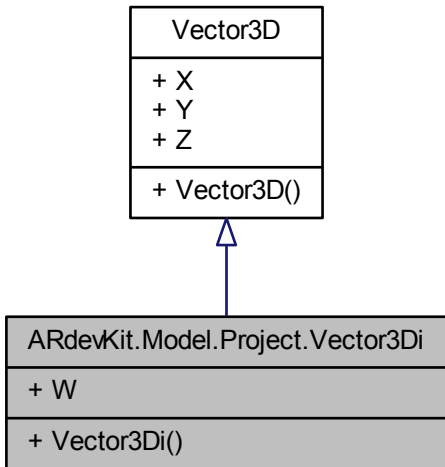 Vector3D
+ X
+ Y
+ Z
+ Vector3D()
ARdevKit.Model.Project.Vector3Di
+ W
+ Vector3Di()